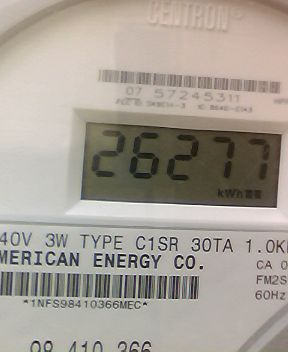 CENTRON®
07 57245311
26277
kWh
40V 3W TYPE C1SR 30TA 1.0K
MERICAN ENERGY CO.
CA 0
FM2S
60Hz
*1NFS98410366MEC*
98 410 366